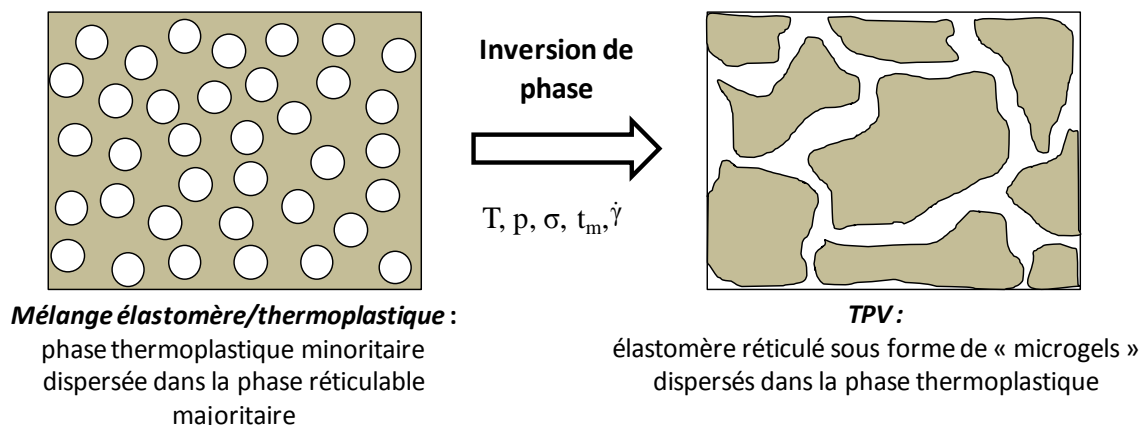 Inversion de
phase
T, p, σ, tm, γ̇
Mélange élastomère/thermoplastique :
phase thermoplastique minoritaire
dispersée dans la phase réticulable
majoritaire
TPV :
élastomère réticulé sous forme de « microgels »
dispersés dans la phase thermoplastique